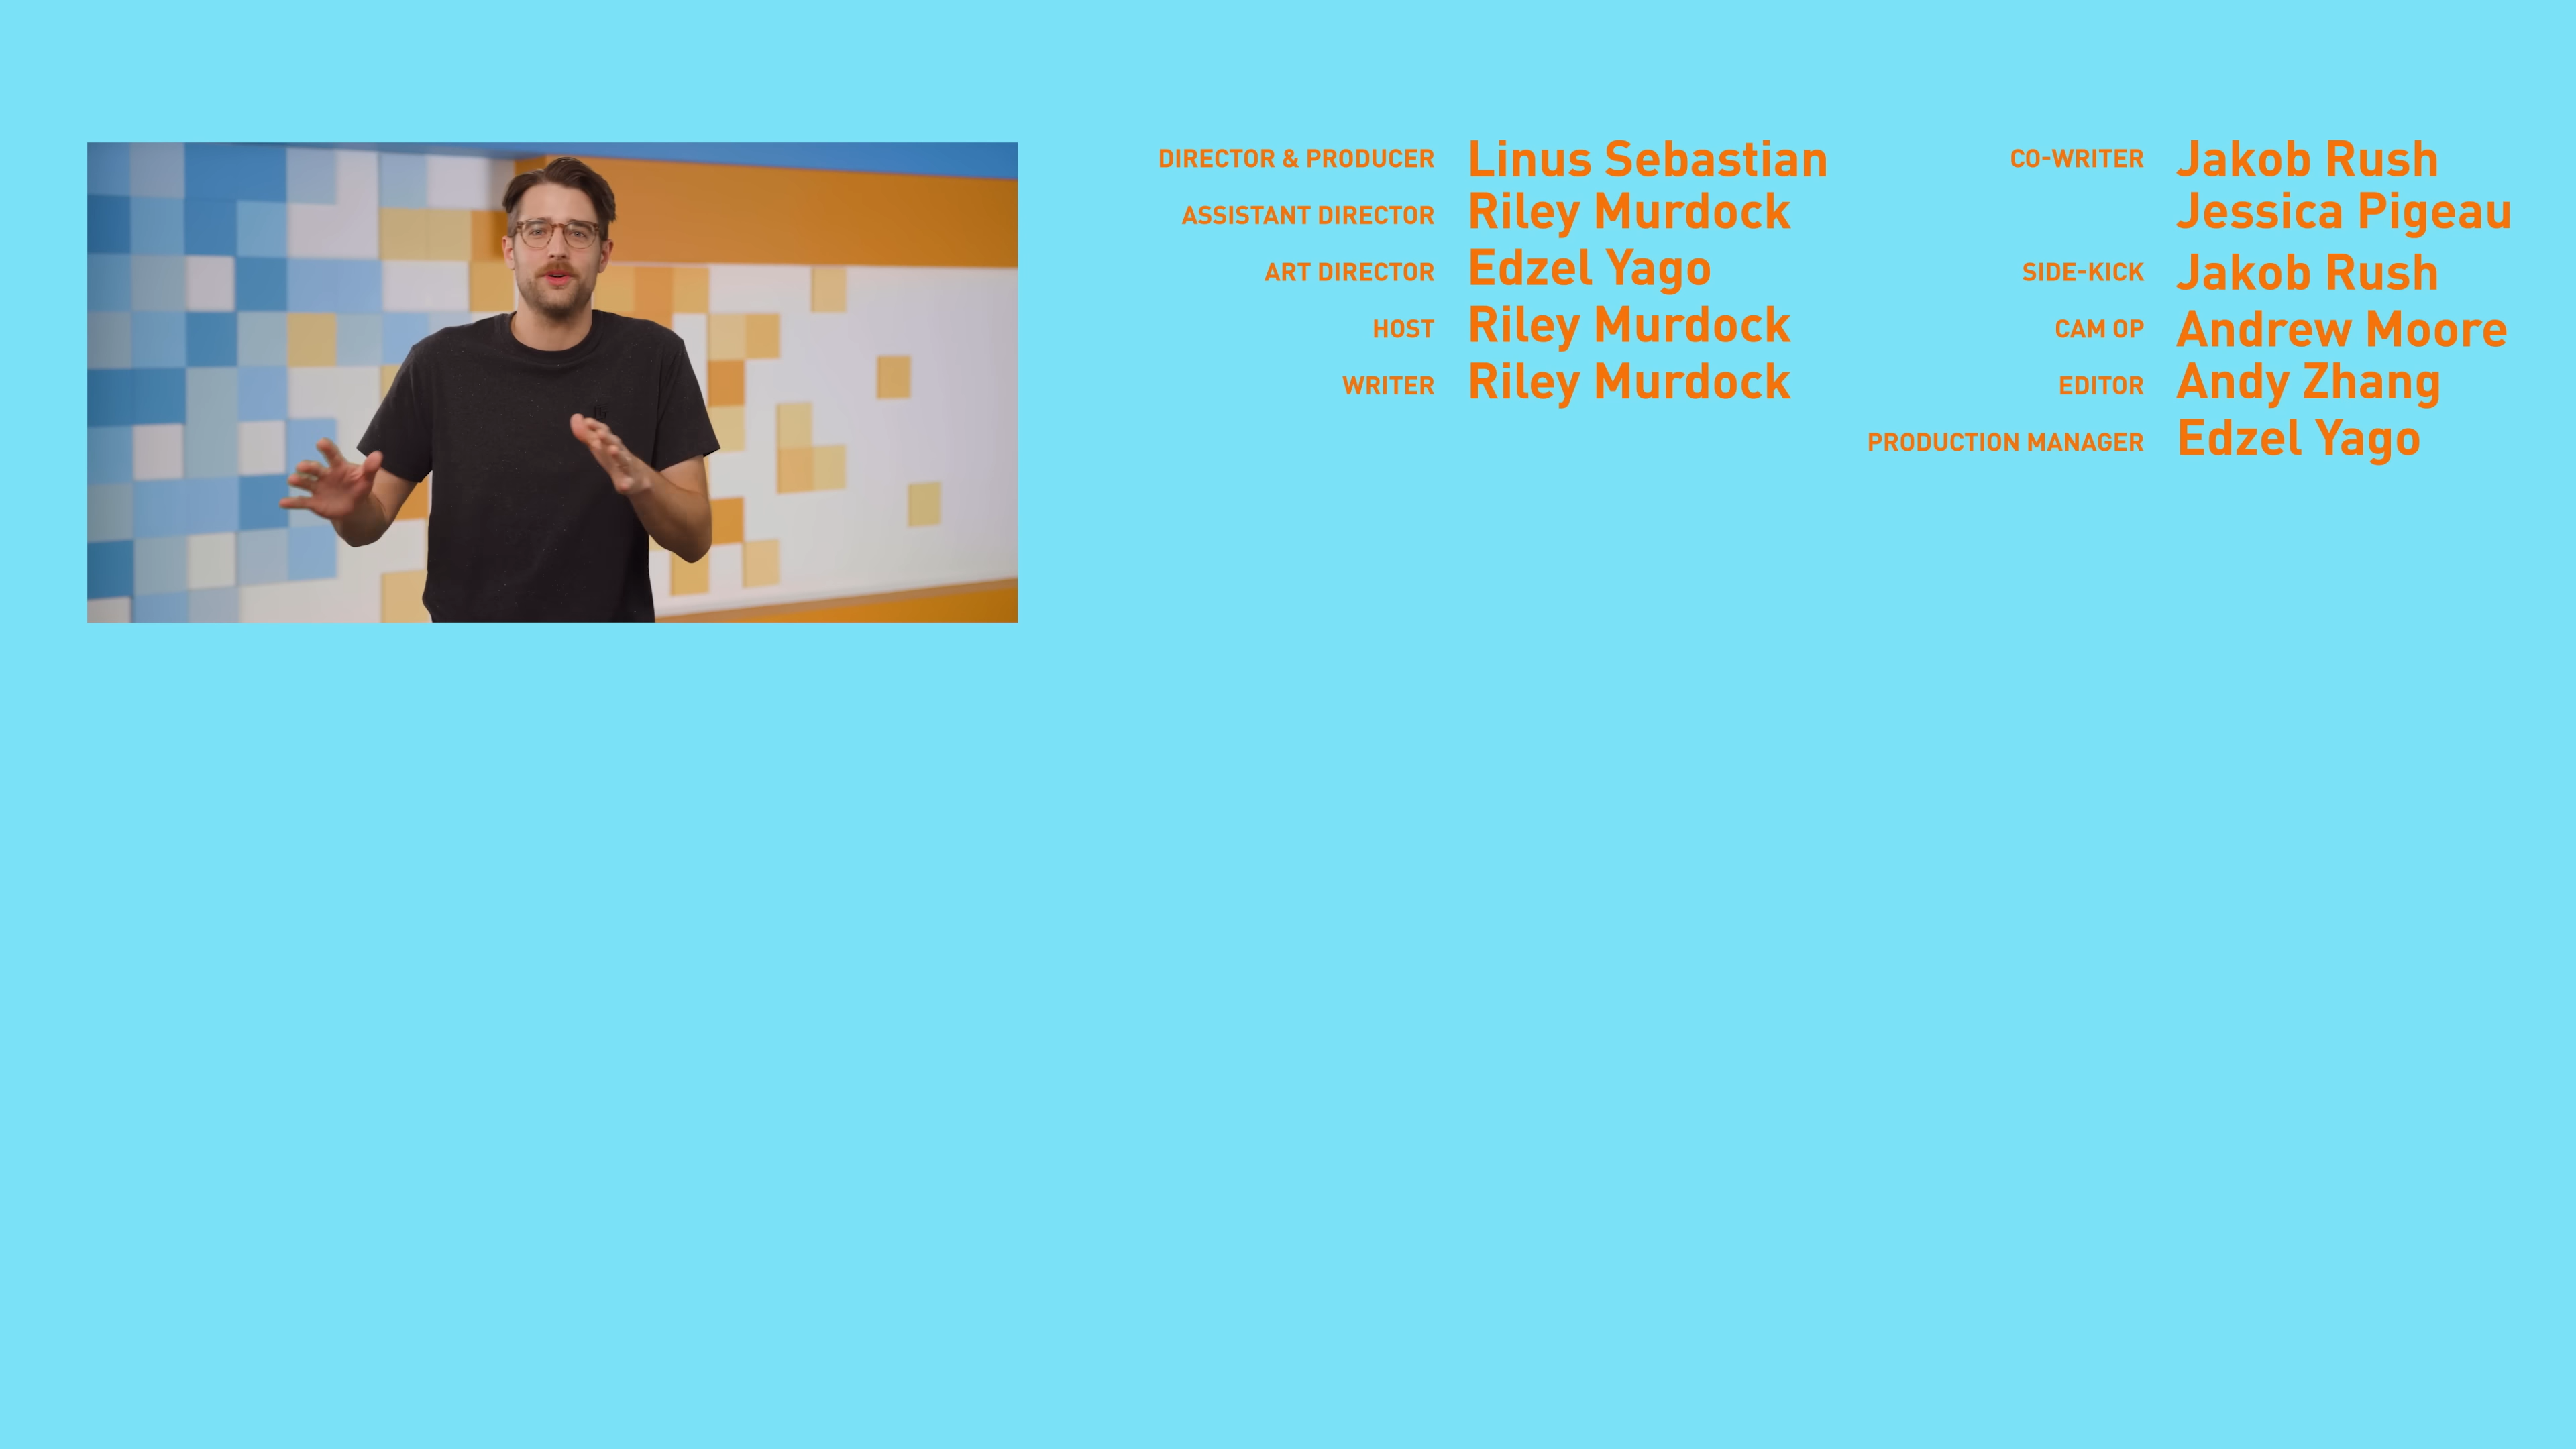 DIRECTOR & PRODUCER Linus Sebastian
ASSISTANT DIRECTOR Riley Murdock
ART DIRECTOR Edzel Yago
HOST Riley Murdock
WRITER Riley Murdock
CO-WRITER Jakob Rush
Jessica Pigeau
SIDE-KICK Jakob Rush
CAM OP Andrew Moore
EDITOR Andy Zhang
PRODUCTION MANAGER Edzel Yago